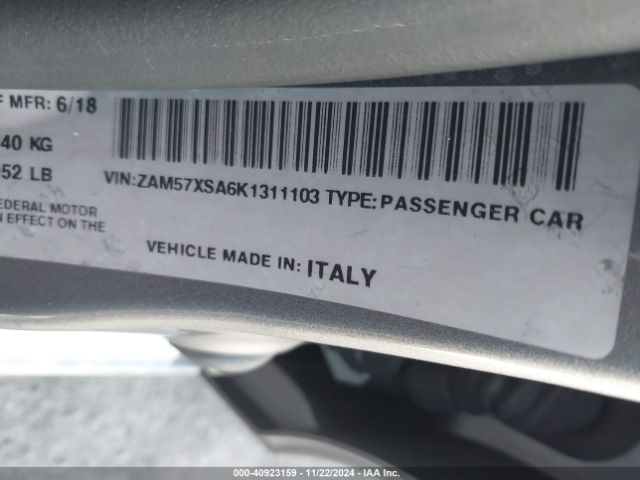 F MFR: 6/18
40 KG
952 LB
VIN:ZAM57XSA6K1311103 TYPE:PASSENGER CAR
EDERAL MOTOR
EFFECT ON THE
VEHICLE MADE IN: ITALY
000-40923159 - 11/22/2024 - IAA Inc.